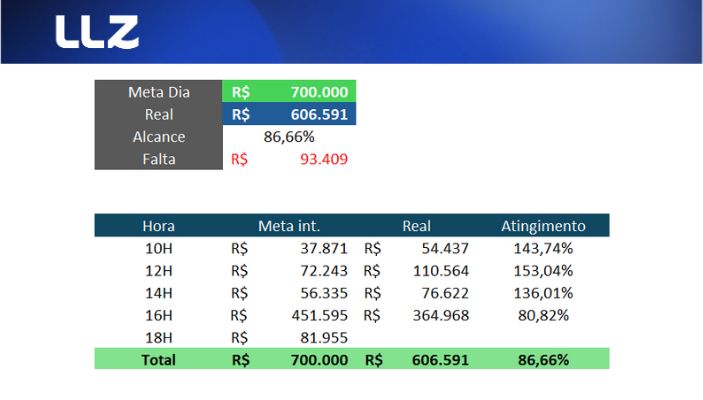 LLZ
Meta Dia R$ 700.000
Real R$ 606.591
Alcance 86,66%
Falta R$ 93.409
Hora Meta int. Real Atingimento
10H R$ 37.871 R$ 54.437 143,74%
12H R$ 72.243 R$ 110.564 153,04%
14H R$ 56.335 R$ 76.622 136,01%
16H R$ 451.595 R$ 364.968 80,82%
18H R$ 81.955
Total R$ 700.000 R$ 606.591 86,66%